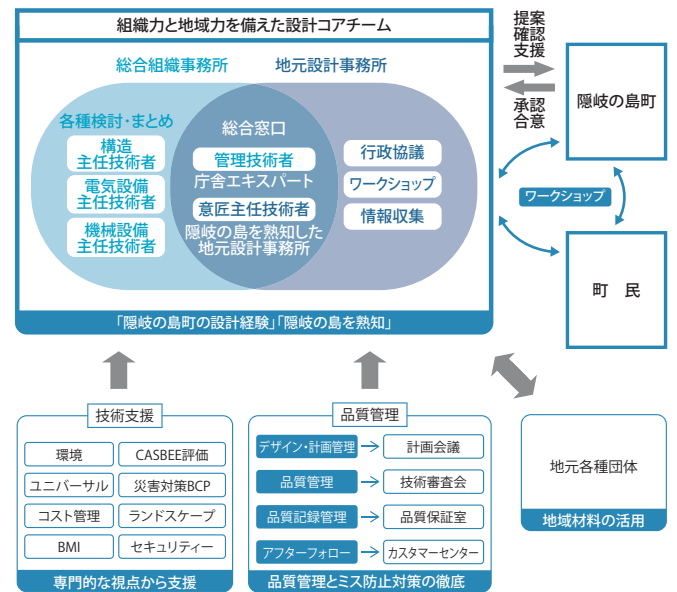 組織力と地域力を備えた設計コアチーム
総合組織事務所
地元設計事務所
各種検討・まとめ
構造
主任技術者
電気設備
主任技術者
機械設備
主任技術者
総合窓口
管理技術者
庁舎エキスパート
意匠主任技術者
隠岐の島を熟知した
地元設計事務所
行政協議
ワークショップ
情報収集
「隠岐の島町の設計経験」「隠岐の島を熟知」
提案
確認
支援
承認
合意
隠岐の島町
ワークショップ
町　民
技術支援
環境
CASBEE評価
ユニバーサル
災害対策BCP
コスト管理
ランドスケープ
BMI
セキュリティー
専門的な視点から支援
品質管理
デザイン・計画管理
計画会議
品質管理
技術審査会
品質記録管理
品質保証室
アフターフォロー
カスタマーセンター
品質管理とミス防止対策の徹底
地元各種団体
地域材料の活用